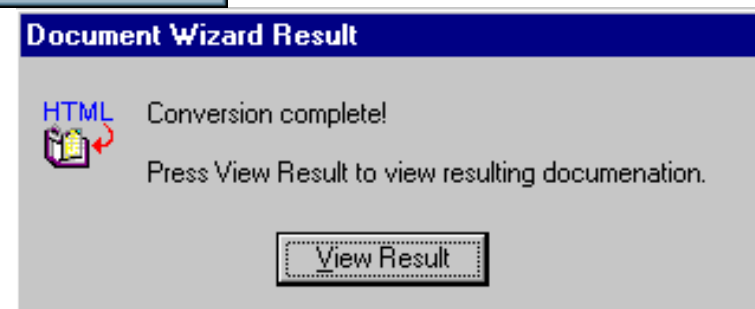 Document Wizard Result
HTML
Conversion complete!
Press View Result to view resulting documenation.
View Result